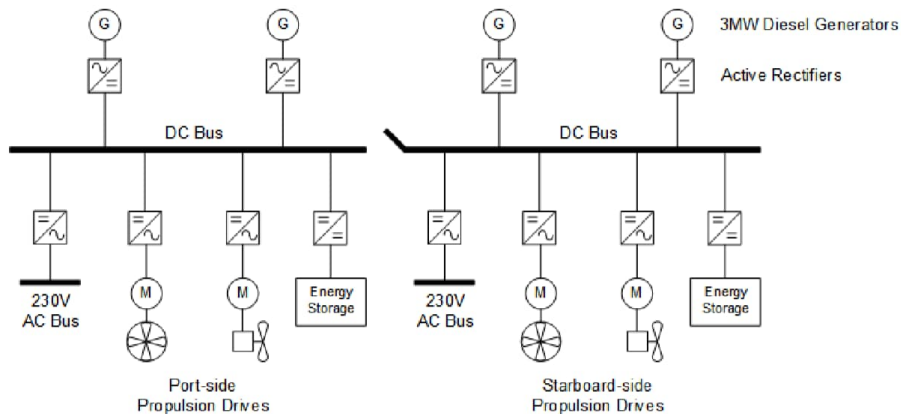 G
G
G
G
3MW Diesel Generators
Active Rectifiers
DC Bus
DC Bus
M
M
Energy
Storage
M
M
Energy
Storage
230V
AC Bus
230V
AC Bus
Port-side
Propulsion Drives
Starboard-side
Propulsion Drives